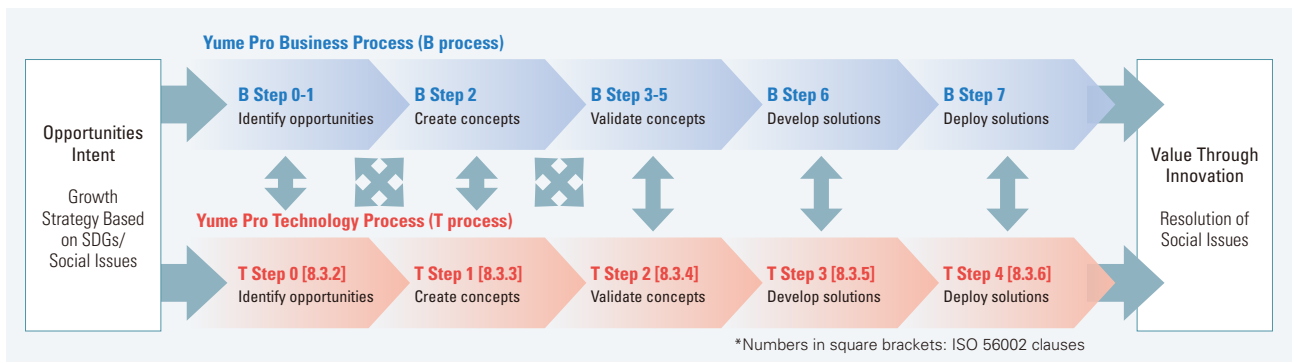 Yume Pro Business Process (B process)
Opportunities
Intent
Growth
Strategy Based
on SDGs/
Social Issues
B Step 0-1
Identify opportunities
B Step 2
Create concepts
B Step 3-5
Validate concepts
B Step 6
Develop solutions
B Step 7
Deploy solutions
Yume Pro Technology Process (T process)
T Step 0 [8.3.2]
Identify opportunities
T Step 1 [8.3.3]
Create concepts
T Step 2 [8.3.4]
Validate concepts
T Step 3 [8.3.5]
Develop solutions
T Step 4 [8.3.6]
Deploy solutions
Value Through
Innovation
Resolution of
Social Issues
*Numbers in square brackets: ISO 56002 clauses